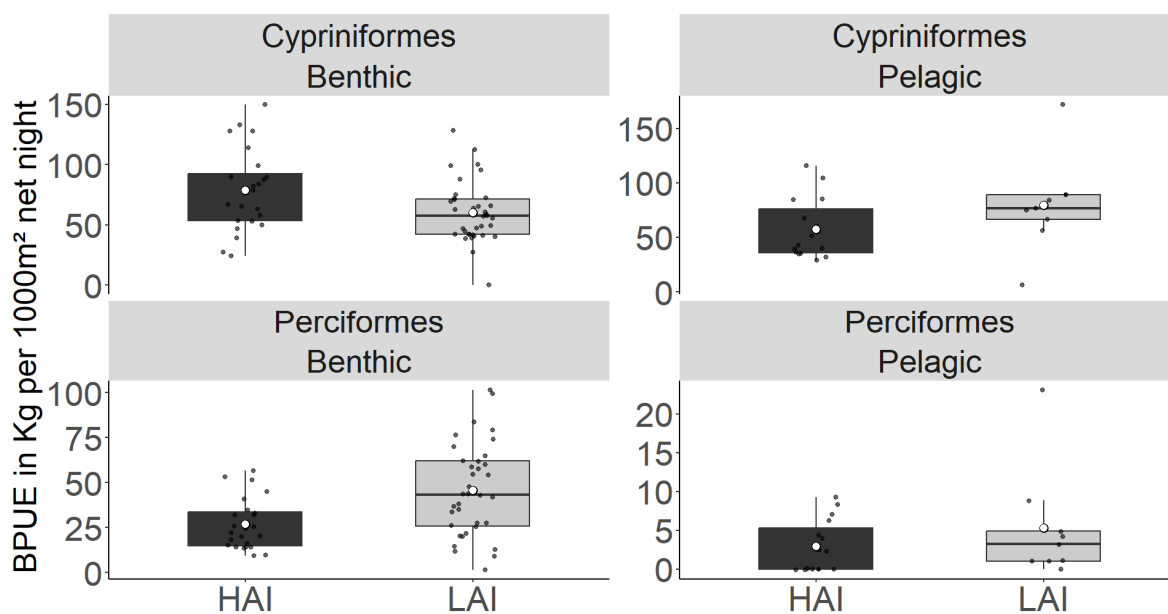 BPUE in Kg per 1000m² net night
Cypriniformes
Benthic
150
100
50
0
Cypriniformes
Pelagic
150
100
50
0
Perciformes
Benthic
100
75
50
25
0
HAI
LAI
Perciformes
Pelagic
20
15
10
5
0
HAI
LAI